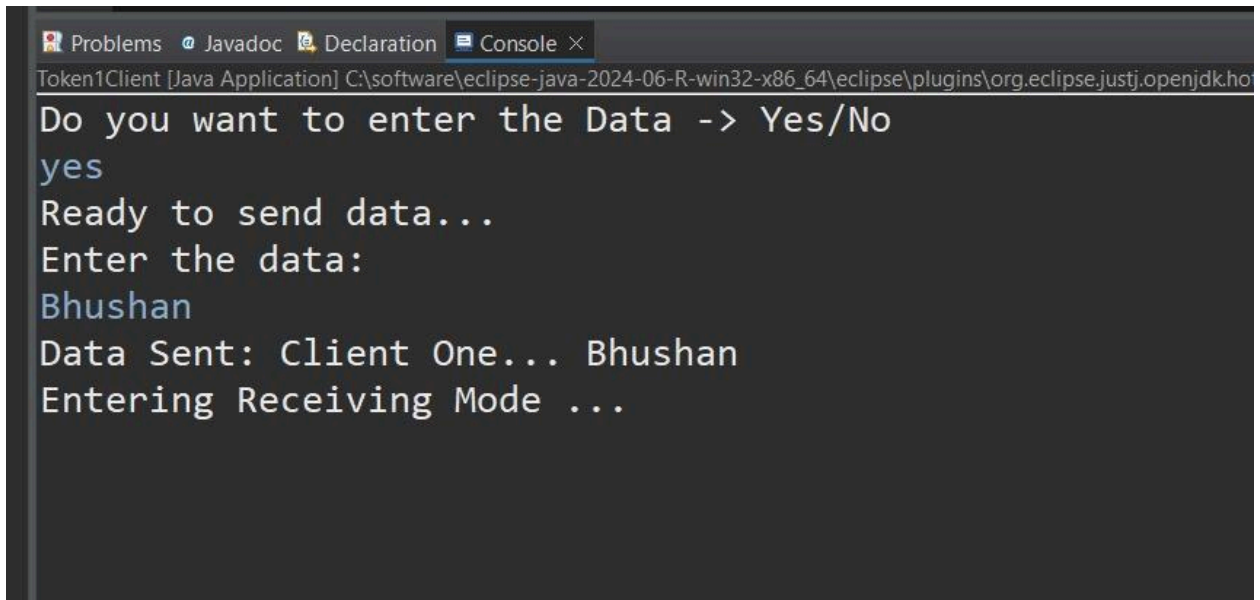 Problems @ Javadoc Declaration Console ×
Token1Client [Java Application] C:\software\eclipse-java-2024-06-R-win32-x86_64\eclipse\plugins\org.eclipse.justj.openjdk.hot
Do you want to enter the Data -> Yes/No
yes
Ready to send data...
Enter the data:
Bhushan
Data Sent: Client One... Bhushan
Entering Receiving Mode ...